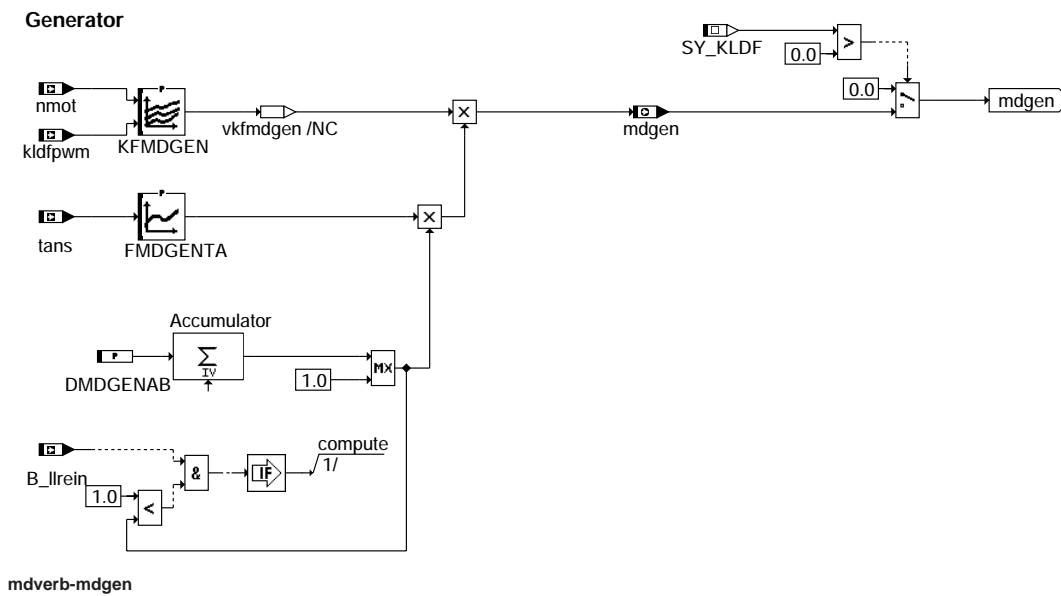 Generator
SY_KLDF
>
0.0
P
nmot
kldfpwm
KFMDGEN
vkfmdgen /NC
×
mdgen
0.0
mdgen
P
tans
FMDGENTA
×
Accumulator
P
DMDGENAB
Σ
IV
1.0
MX
B_llrein
1.0
<
&
IF
compute
1/
mdverb-mdgen